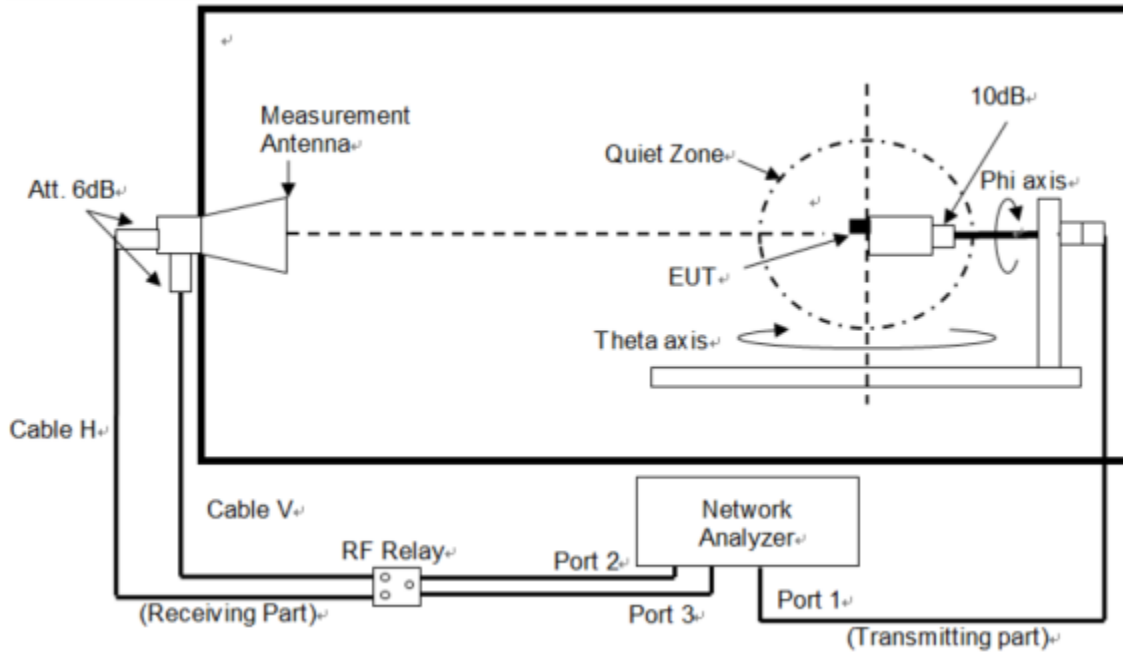 Measurement
Antenna
Att. 6dB
Quiet Zone
10dB
Phi axis
EUT
Theta axis
Cable H
Cable V
RF Relay
(Receiving Part)
Network
Analyzer
Port 2
Port 3
Port 1
(Transmitting part)